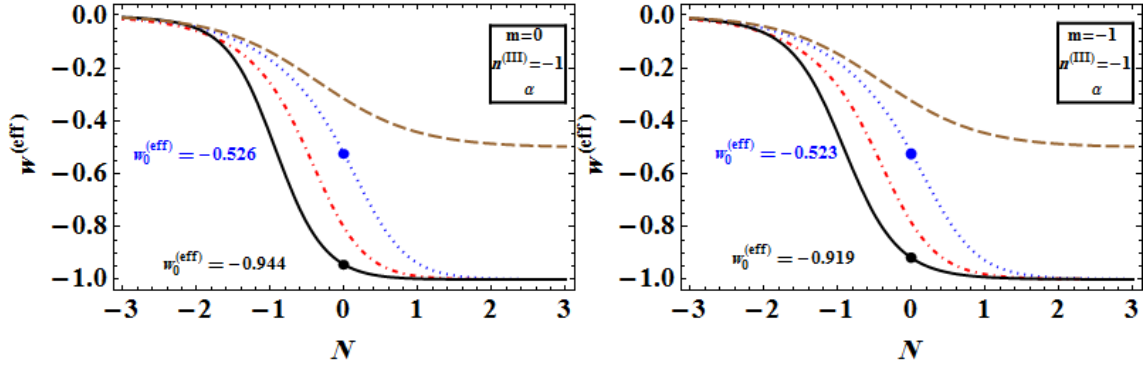 0.0
−0.2
−0.4
−0.6
−0.8
−1.0
w^(eff)
m=0
n^(III)=−1
α
w_0^(eff) = −0.526
w_0^(eff) = −0.944
−3 −2 −1 0 1 2 3
N
0.0
−0.2
−0.4
−0.6
−0.8
−1.0
w^(eff)
m=−1
n^(III)=−1
α
w_0^(eff) = −0.523
w_0^(eff) = −0.919
−3 −2 −1 0 1 2 3
N